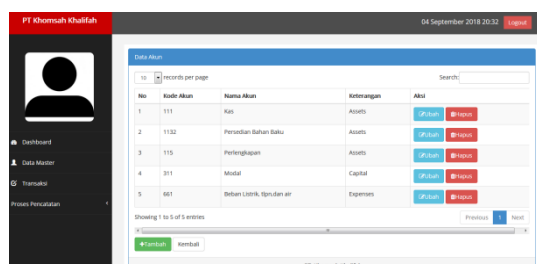 PT Khomsah Khalifah
04 September 2018 20:32 Logout
Data Akun
10 records per page
Search:
No Kode Akun Nama Akun Keterangan Aksi
1 111 Kas Assets Ubah Hapus
2 1132 Persedian Bahan Baku Assets Ubah Hapus
3 115 Perlengkapan Assets Ubah Hapus
4 311 Modal Capital Ubah Hapus
5 661 Beban Listrik, tlpn,dan air Expenses Ubah Hapus
Showing 1 to 5 of 5 entries
Previous 1 Next
+Tambah Kembali
Dashboard
Data Master
Transaksi
Proses Pencatatan